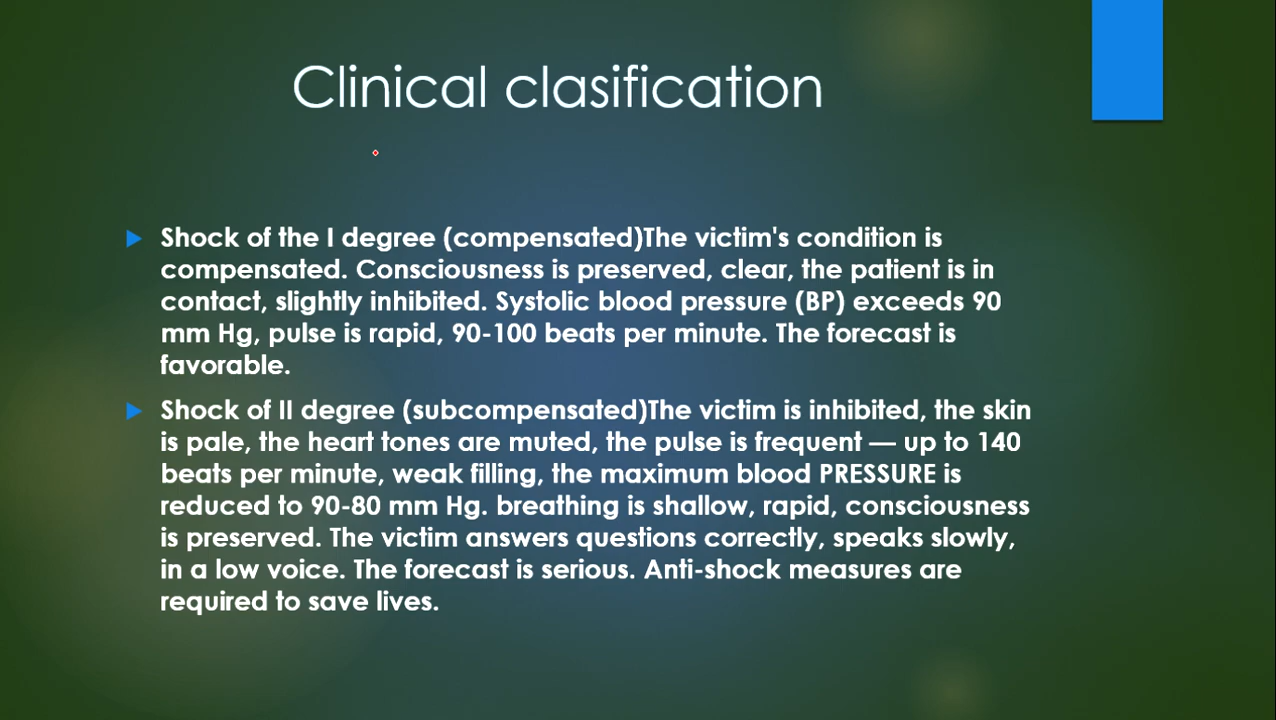 Clinical clasification
Shock of the I degree (compensated)The victim's condition is
compensated. Consciousness is preserved, clear, the patient is in
contact, slightly inhibited. Systolic blood pressure (BP) exceeds 90
mm Hg, pulse is rapid, 90-100 beats per minute. The forecast is
favorable.
Shock of II degree (subcompensated)The victim is inhibited, the skin
is pale, the heart tones are muted, the pulse is frequent — up to 140
beats per minute, weak filling, the maximum blood PRESSURE is
reduced to 90-80 mm Hg. breathing is shallow, rapid, consciousness
is preserved. The victim answers questions correctly, speaks slowly,
in a low voice. The forecast is serious. Anti-shock measures are
required to save lives.